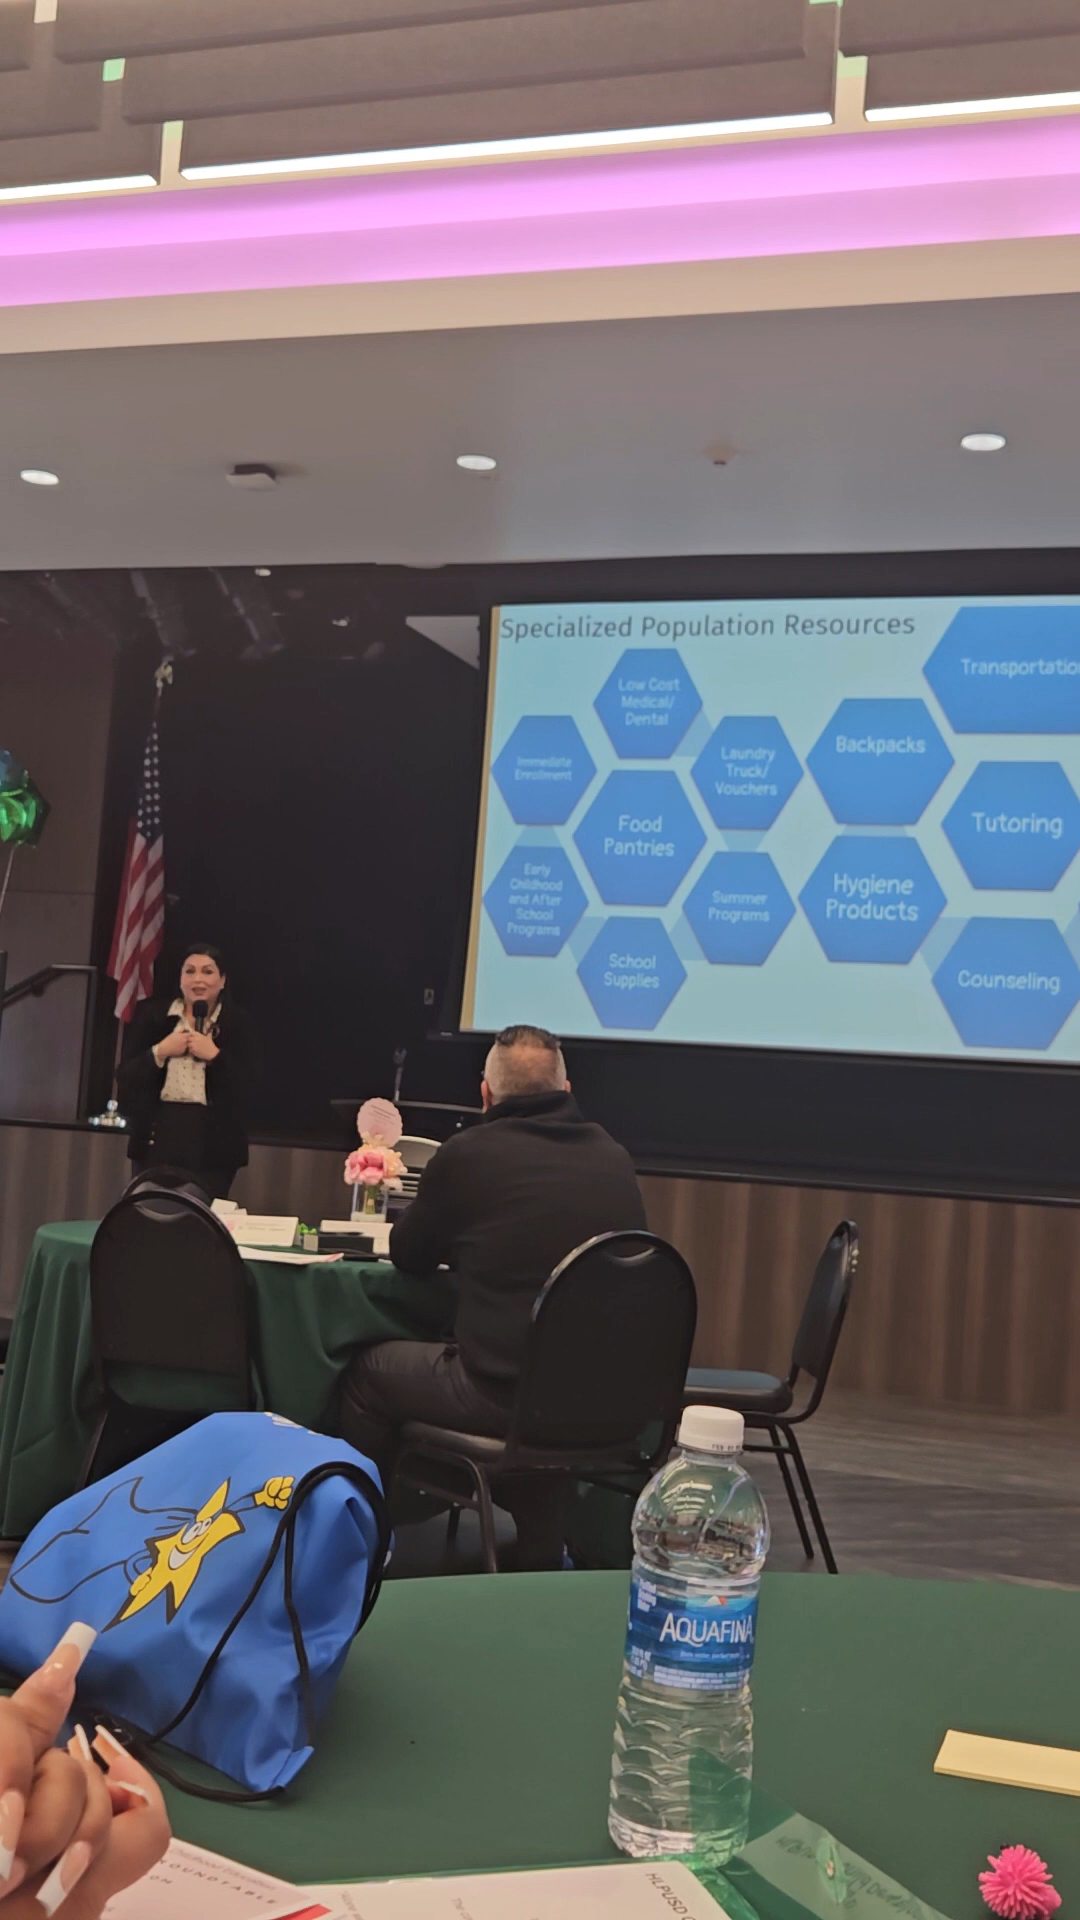 Specialized Population Resources
Low Cost
Medical/
Dental
Immediate
Enrollment
Laundry
Truck/
Vouchers
Food
Pantries
Early
Childhood
and After
School
Programs
Summer
Programs
School
Supplies
Transportatio
Backpacks
Tutoring
Hygiene
Products
Counseling
AQUAFINA
ROUNDTABLE
HLPUSD